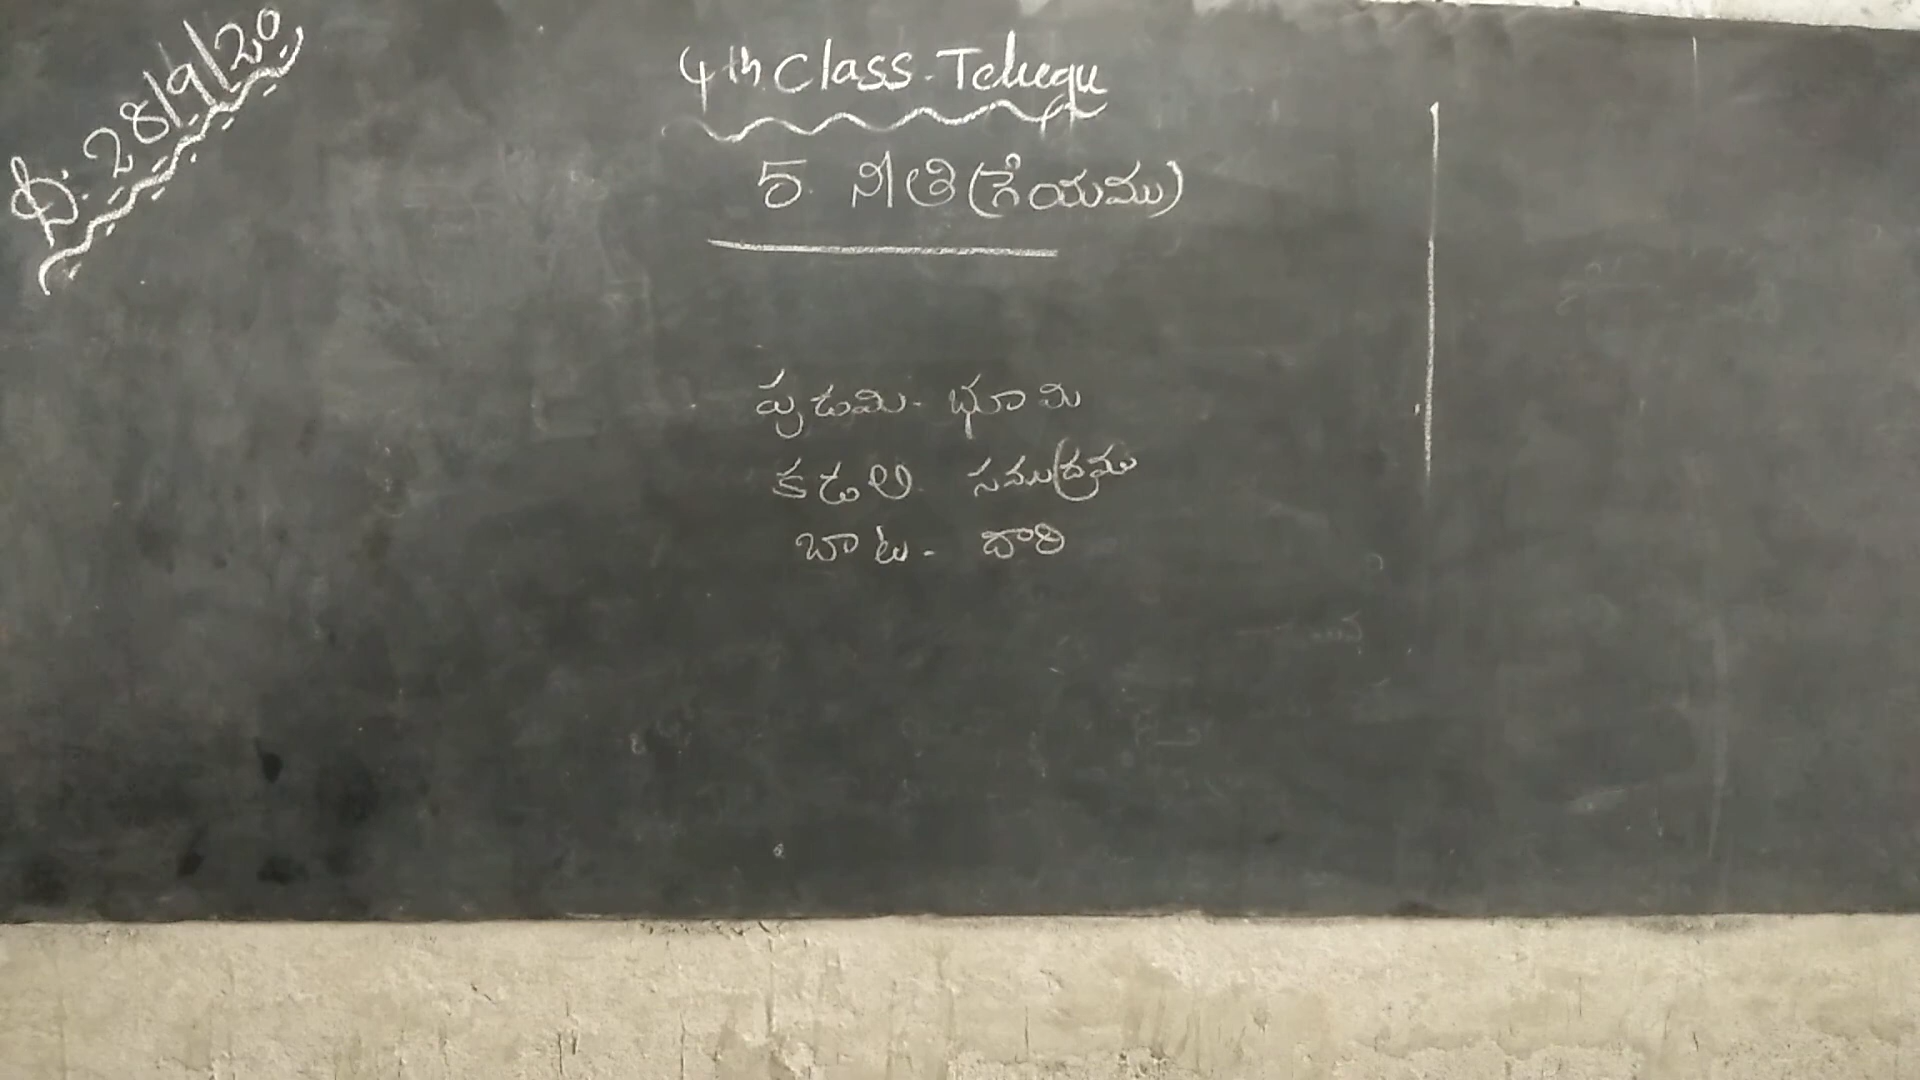 ది: 28/9/20
4th Class. Telugu
5. నీతి (గేయము)
పుడమి - భూమి
కడలి సముద్రము
బాట - దారి